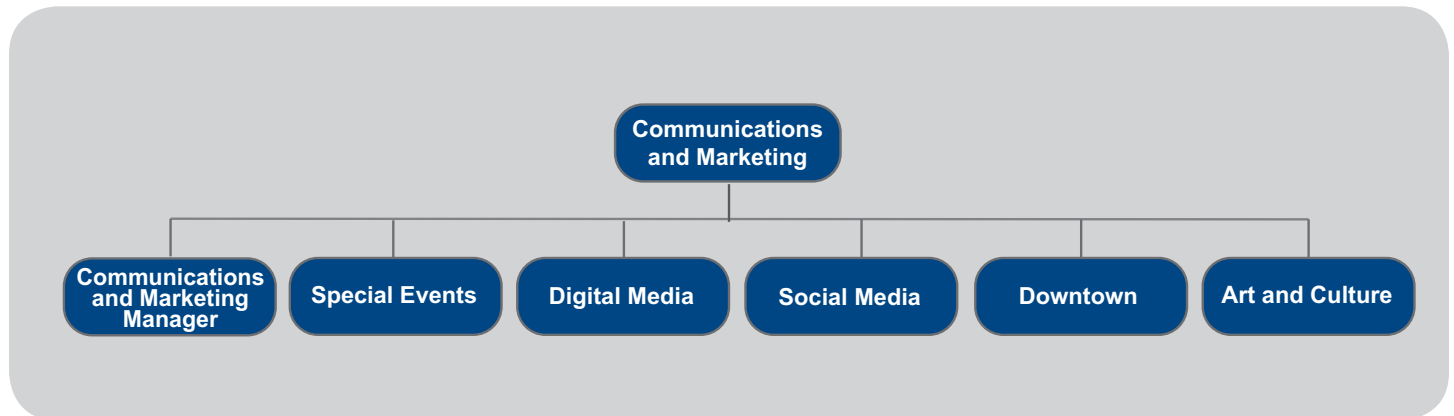 Communications
and Marketing
Communications
and Marketing
Manager
Special Events
Digital Media
Social Media
Downtown
Art and Culture